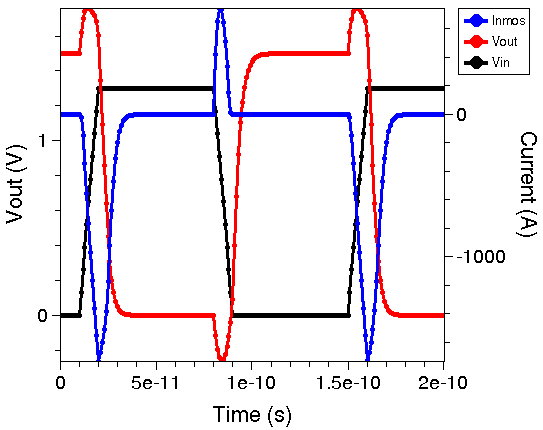 Inmos
Vout
Vin
Vout (V)
1
0
0
-1000
Current (A)
0
5e-11
1e-10
1.5e-10
2e-10
Time (s)